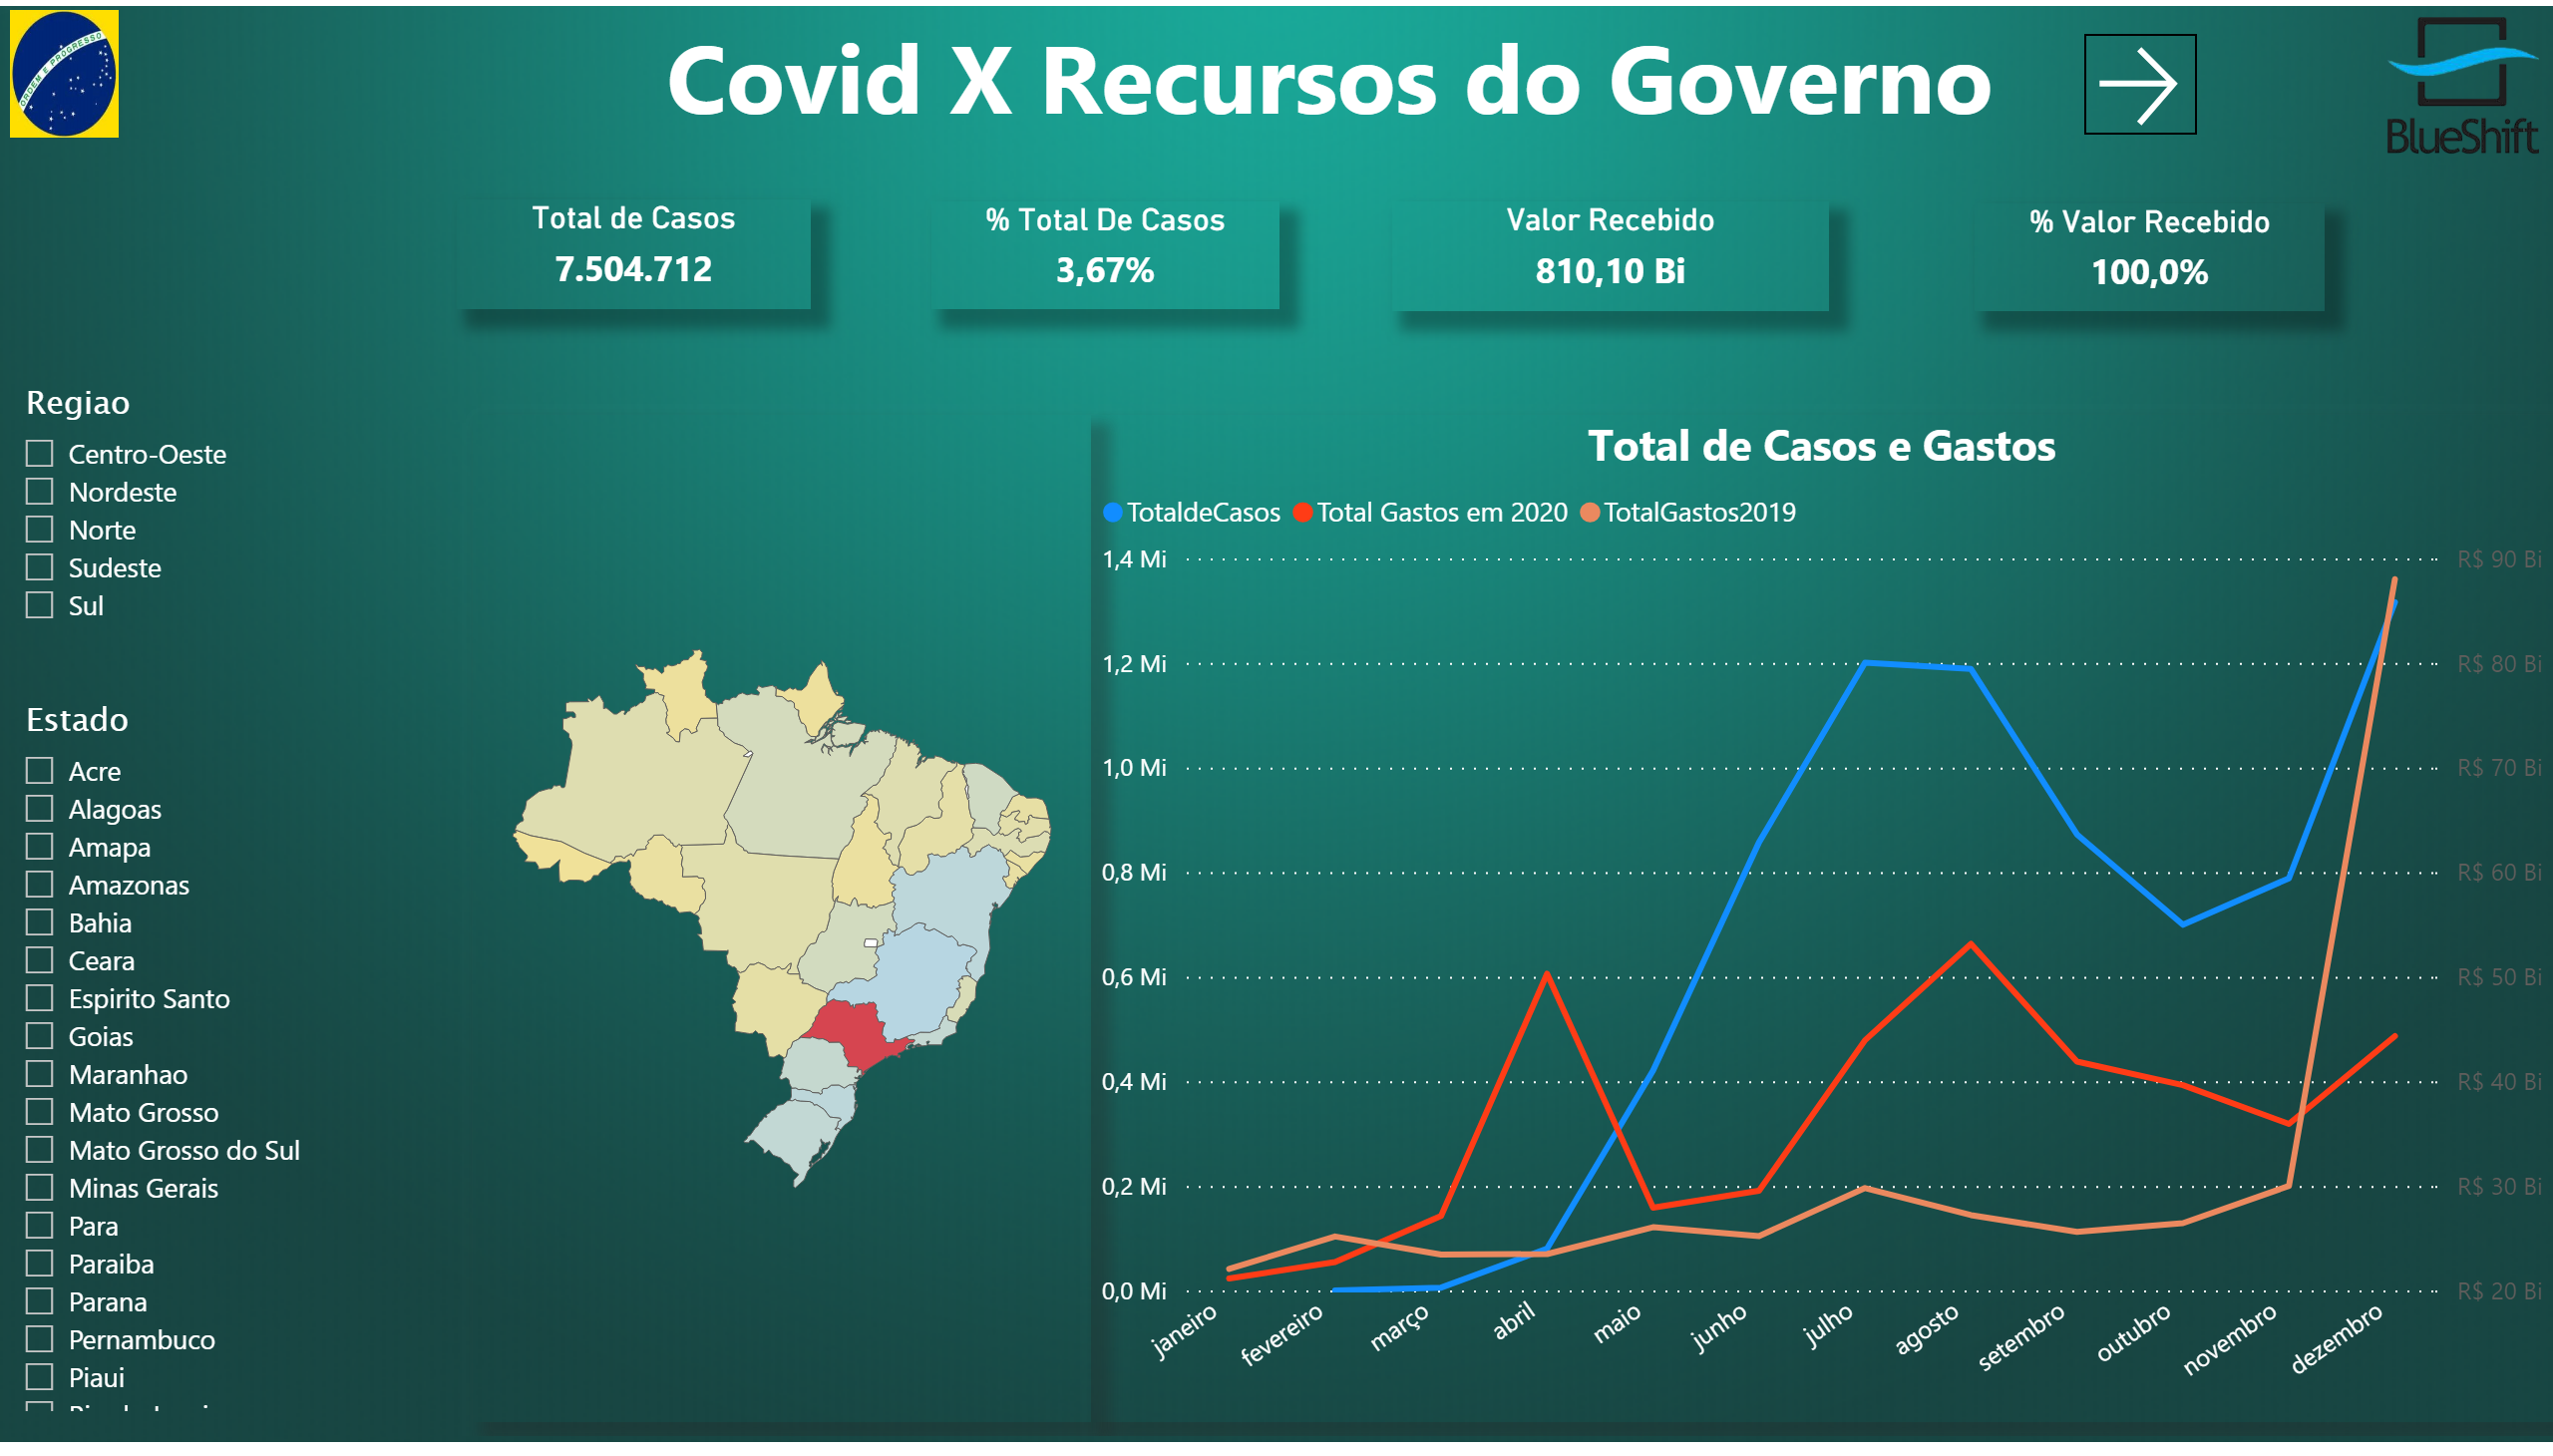 ORDEM E PROGRESSO
Covid X Recursos do Governo
BlueShift
Total de Casos
7.504.712
% Total De Casos
3,67%
Valor Recebido
810,10 Bi
% Valor Recebido
100,0%
Regiao
Centro-Oeste
Nordeste
Norte
Sudeste
Sul
Estado
Acre
Alagoas
Amapa
Amazonas
Bahia
Ceara
Espirito Santo
Goias
Maranhao
Mato Grosso
Mato Grosso do Sul
Minas Gerais
Para
Paraiba
Parana
Pernambuco
Piaui
Total de Casos e Gastos
TotaldeCasos Total Gastos em 2020 TotalGastos2019
1,4 Mi R$ 90 Bi
1,2 Mi R$ 80 Bi
1,0 Mi R$ 70 Bi
0,8 Mi R$ 60 Bi
0,6 Mi R$ 50 Bi
0,4 Mi R$ 40 Bi
0,2 Mi R$ 30 Bi
0,0 Mi R$ 20 Bi
janeiro fevereiro março abril maio junho julho agosto setembro outubro novembro dezembro